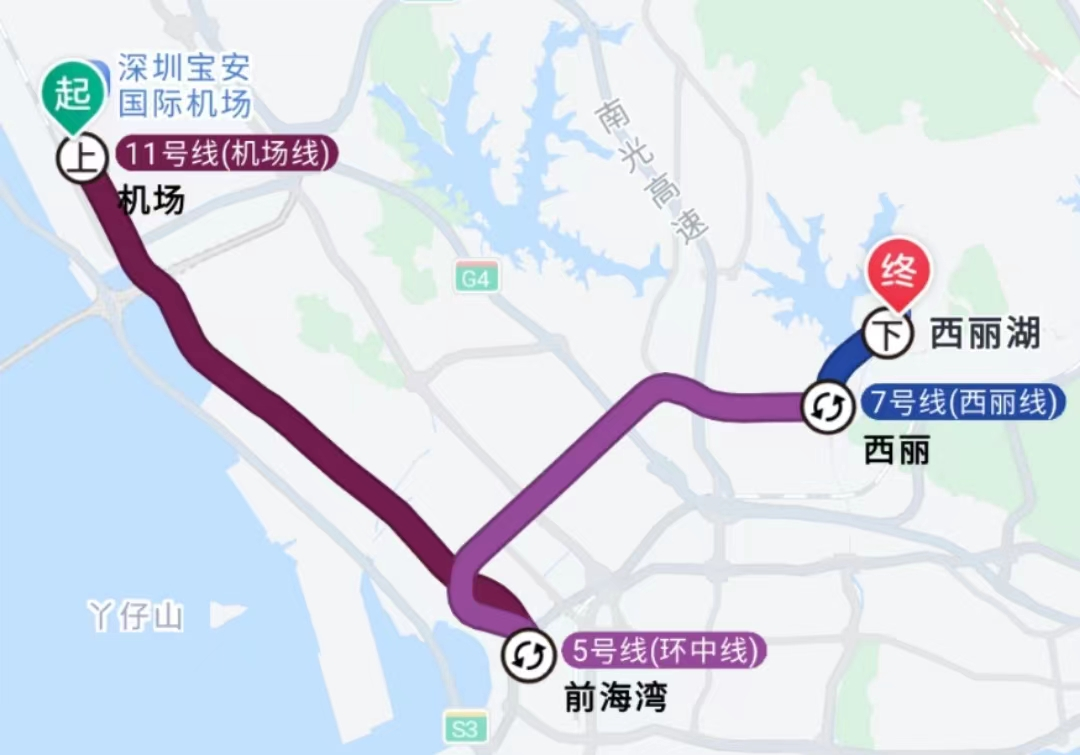 起
深圳宝安
国际机场
上
11号线(机场线)
机场
南光高速
G4
终
下
西丽湖
7号线(西丽线)
西丽
丫仔山
5号线(环中线)
前海湾
S3